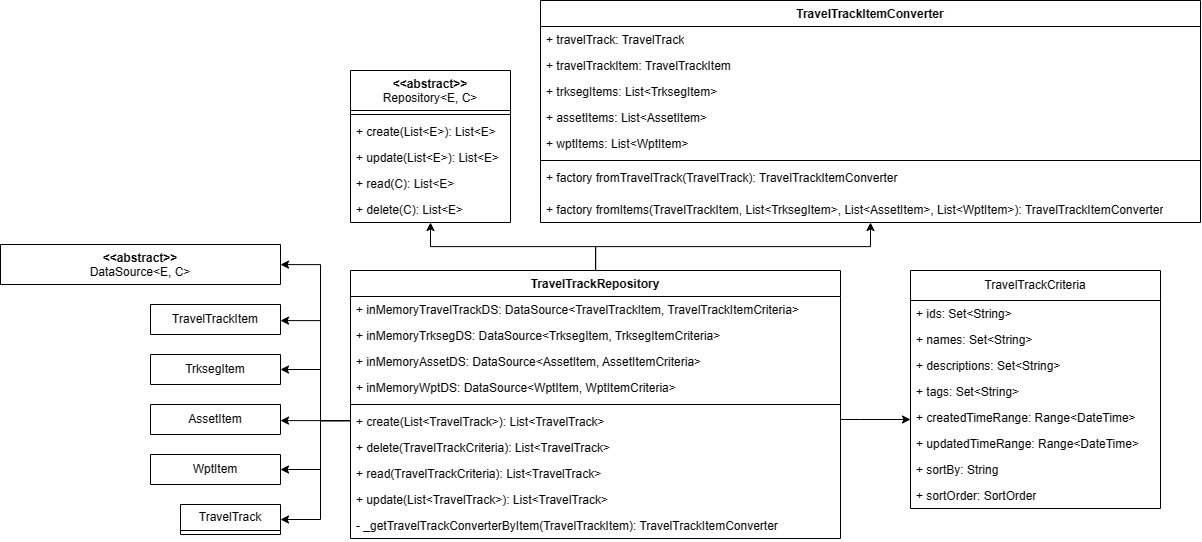 TravelTrackItemConverter
+ travelTrack: TravelTrack
+ travelTrackItem: TravelTrackItem
+ trksegItems: List<TrksegItem>
+ assetItems: List<AssetItem>
+ wptItems: List<WptItem>
+ factory fromTravelTrack(TravelTrack): TravelTrackItemConverter
+ factory fromItems(TravelTrackItem, List<TrksegItem>, List<AssetItem>, List<WptItem>): TravelTrackItemConverter
<<abstract>>
Repository<E, C>
+ create(List<E>): List<E>
+ update(List<E>): List<E>
+ read(C): List<E>
+ delete(C): List<E>
<<abstract>>
DataSource<E, C>
TravelTrackItem
TrksegItem
AssetItem
WptItem
TravelTrack
TravelTrackRepository
+ inMemoryTravelTrackDS: DataSource<TravelTrackItem, TravelTrackItemCriteria>
+ inMemoryTrksegDS: DataSource<TrksegItem, TrksegItemCriteria>
+ inMemoryAssetDS: DataSource<AssetItem, AssetItemCriteria>
+ inMemoryWptDS: DataSource<WptItem, WptItemCriteria>
+ create(List<TravelTrack>): List<TravelTrack>
+ delete(TravelTrackCriteria): List<TravelTrack>
+ read(TravelTrackCriteria): List<TravelTrack>
+ update(List<TravelTrack>): List<TravelTrack>
- _getTravelTrackConverterByItem(TravelTrackItem): TravelTrackItemConverter
TravelTrackCriteria
+ ids: Set<String>
+ names: Set<String>
+ descriptions: Set<String>
+ tags: Set<String>
+ createdTimeRange: Range<DateTime>
+ updatedTimeRange: Range<DateTime>
+ sortBy: String
+ sortOrder: SortOrder